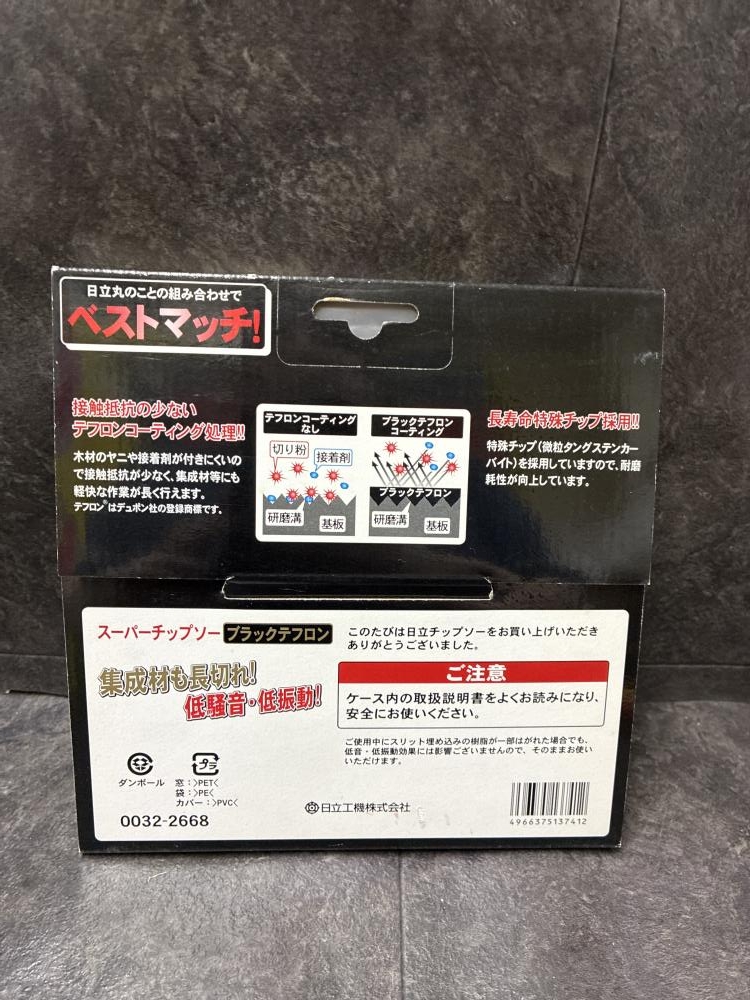 日立丸のこの組み合わせで
ベストマッチ!
接触抵抗の少ない
テフロンコーティング処理!!
木材のヤニや接着剤が付きにくいの
で接触抵抗が少なく、集成材等にも
軽快な作業が長く行えます。
テフロン®はデュポン社の登録商標です。
テフロンコーティング
なし
切り粉
接着剤
研磨溝
基板
ブラックテフロン
コーティング
ブラックテフロン
研磨溝
基板
長寿命特殊チップ採用!!
特殊チップ(微粒タングステンカー
バイト)を採用していますので、耐磨
耗性が向上しています。
スーパーチップソー ブラックテフロン
集成材も長切れ!
低騒音・低振動!
このたびは日立チップソーをお買い上げいただき
ありがとうございました。
ご注意
ケース内の取扱説明書をよくお読みになり、
安全にお使いください。
ご使用中にスリット埋め込みの樹脂が一部はがれた場合でも、
低音・低振動効果には影響ございませんので、そのままお使い
いただけます。
ダンボール
プラ
窓:>PET<
袋:>PE<
カバー:>PVC<
0032-2668
日立工機株式会社
4966375137412